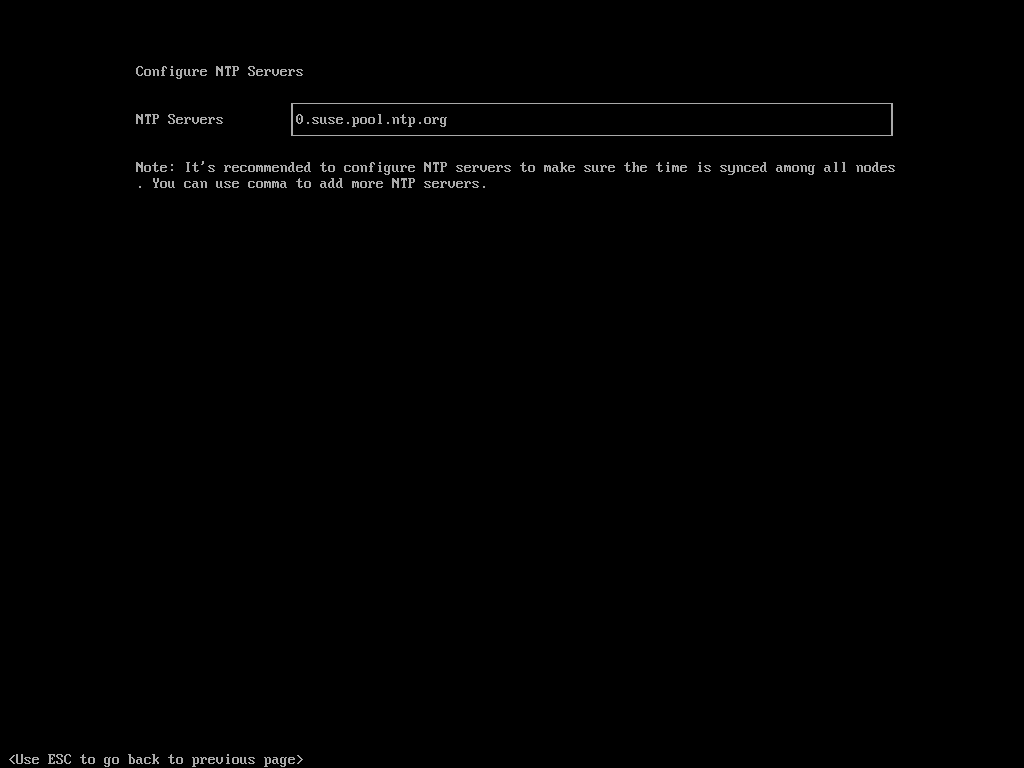 Configure NTP Servers
NTP Servers 0.suse.pool.ntp.org
Note: It's recommended to configure NTP servers to make sure the time is synced among all nodes
. You can use comma to add more NTP servers.
<Use ESC to go back to previous page>